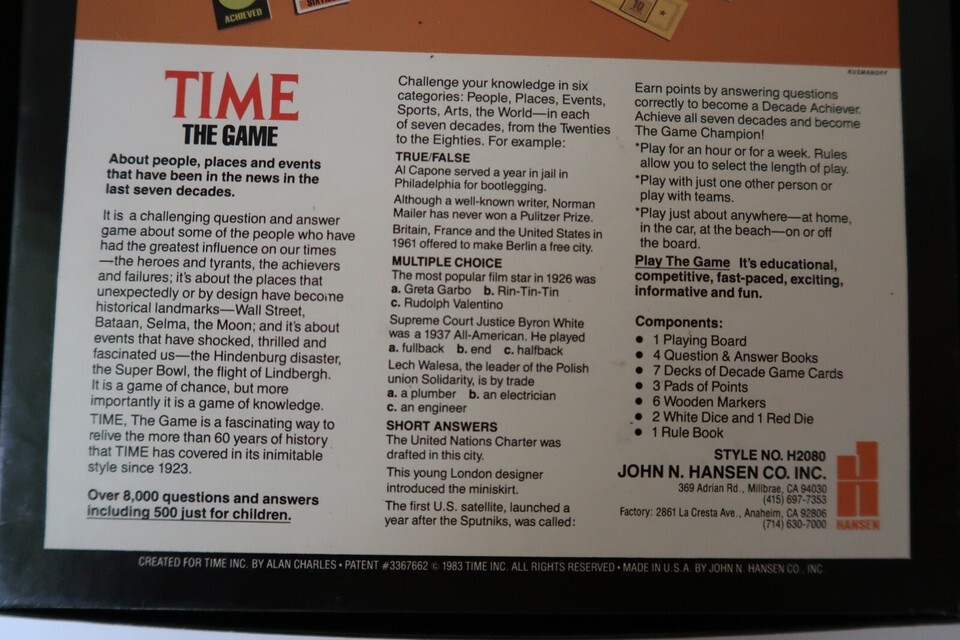 ACHIEVED
10
KUSMANOFF
TIME
THE GAME
About people, places and events
that have been in the news in the
last seven decades.
It is a challenging question and answer
game about some of the people who have
had the greatest influence on our times
—the heroes and tyrants, the achievers
and failures; it's about the places that
unexpectedly or by design have become
historical landmarks—Wall Street,
Bataan, Selma, the Moon; and it's about
events that have shocked, thrilled and
fascinated us—the Hindenburg disaster,
the Super Bowl, the flight of Lindbergh.
It is a game of chance, but more
importantly it is a game of knowledge.
TIME, The Game is a fascinating way to
relive the more than 60 years of history
that TIME has covered in its inimitable
style since 1923.
Over 8,000 questions and answers
including 500 just for children.
Challenge your knowledge in six
categories: People, Places, Events,
Sports, Arts, the World—in each
of seven decades, from the Twenties
to the Eighties. For example:
TRUE/FALSE
Al Capone served a year in jail in
Philadelphia for bootlegging.
Although a well-known writer, Norman
Mailer has never won a Pulitzer Prize.
Britain, France and the United States in
1961 offered to make Berlin a free city.
MULTIPLE CHOICE
The most popular film star in 1926 was
a. Greta Garbo b. Rin-Tin-Tin
c. Rudolph Valentino
Supreme Court Justice Byron White
was a 1937 All-American. He played
a. fullback b. end c. halfback
Lech Walesa, the leader of the Polish
union Solidarity, is by trade
a. a plumber b. an electrician
c. an engineer
SHORT ANSWERS
The United Nations Charter was
drafted in this city.
This young London designer
introduced the miniskirt.
The first U.S. satellite, launched a
year after the Sputniks, was called:
Earn points by answering questions
correctly to become a Decade Achiever.
Achieve all seven decades and become
The Game Champion!
*Play for an hour or for a week. Rules
allow you to select the length of play.
*Play with just one other person or
play with teams.
*Play just about anywhere—at home,
in the car, at the beach—on or off
the board.
Play The Game It's educational,
competitive, fast-paced, exciting,
informative and fun.
Components:
● 1 Playing Board
● 4 Question & Answer Books
● 7 Decks of Decade Game Cards
● 3 Pads of Points
● 6 Wooden Markers
● 2 White Dice and 1 Red Die
● 1 Rule Book
STYLE NO. H2080
JOHN N. HANSEN CO. INC.
369 Adrian Rd., Millbrae, CA 94030
(415) 697-7353
Factory: 2861 La Cresta Ave., Anaheim, CA 92806
(714) 630-7000
HANSEN
CREATED FOR TIME INC. BY ALAN CHARLES • PATENT #3367662 © 1983 TIME INC. ALL RIGHTS RESERVED • MADE IN U.S.A. BY JOHN N. HANSEN CO., INC.